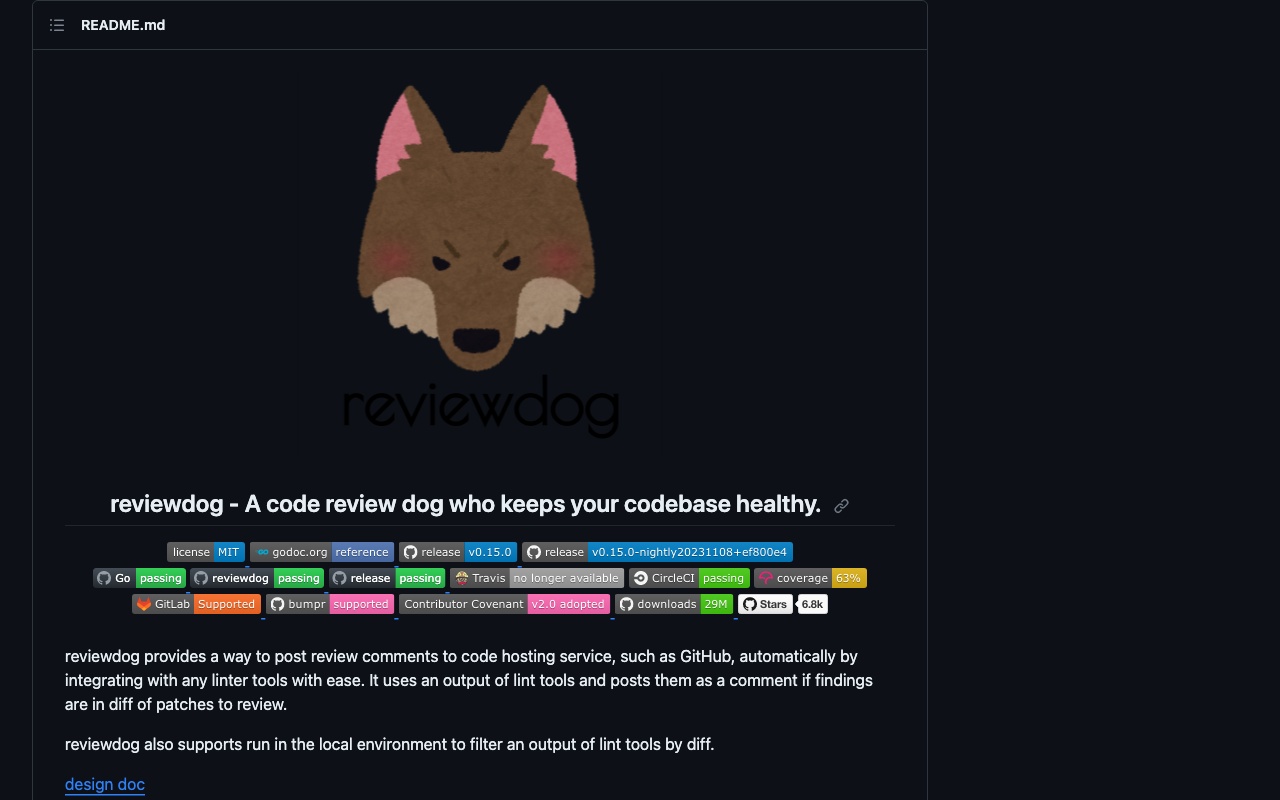 README.md
reviewdog
reviewdog - A code review dog who keeps your codebase healthy.
license MIT godoc.org reference release v0.15.0 release v0.15.0-nightly20231108+ef800e4
Go passing reviewdog passing release passing Travis no longer available CircleCI passing coverage 63%
GitLab Supported bumpr supported Contributor Covenant v2.0 adopted downloads 29M Stars 6.8k
reviewdog provides a way to post review comments to code hosting service, such as GitHub, automatically by
integrating with any linter tools with ease. It uses an output of lint tools and posts them as a comment if findings
are in diff of patches to review.
reviewdog also supports run in the local environment to filter an output of lint tools by diff.
design doc